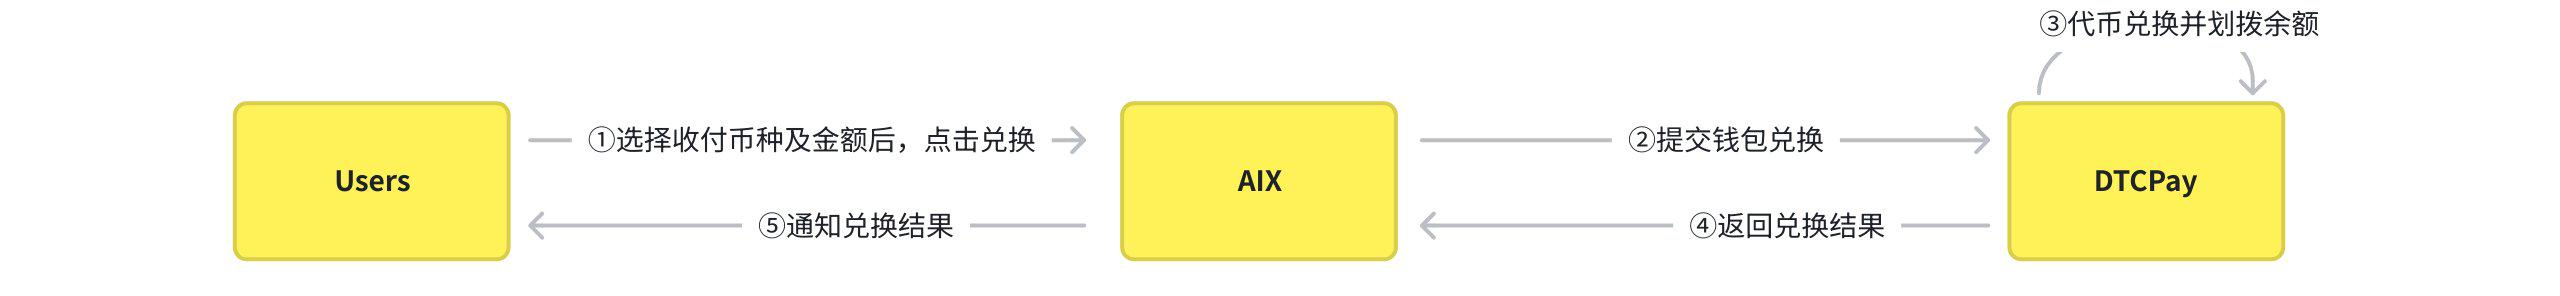 ③代币兑换并划拨余额
①选择收付币种及金额后，点击兑换
②提交钱包兑换
Users
AIX
DTCPay
⑤通知兑换结果
④返回兑换结果